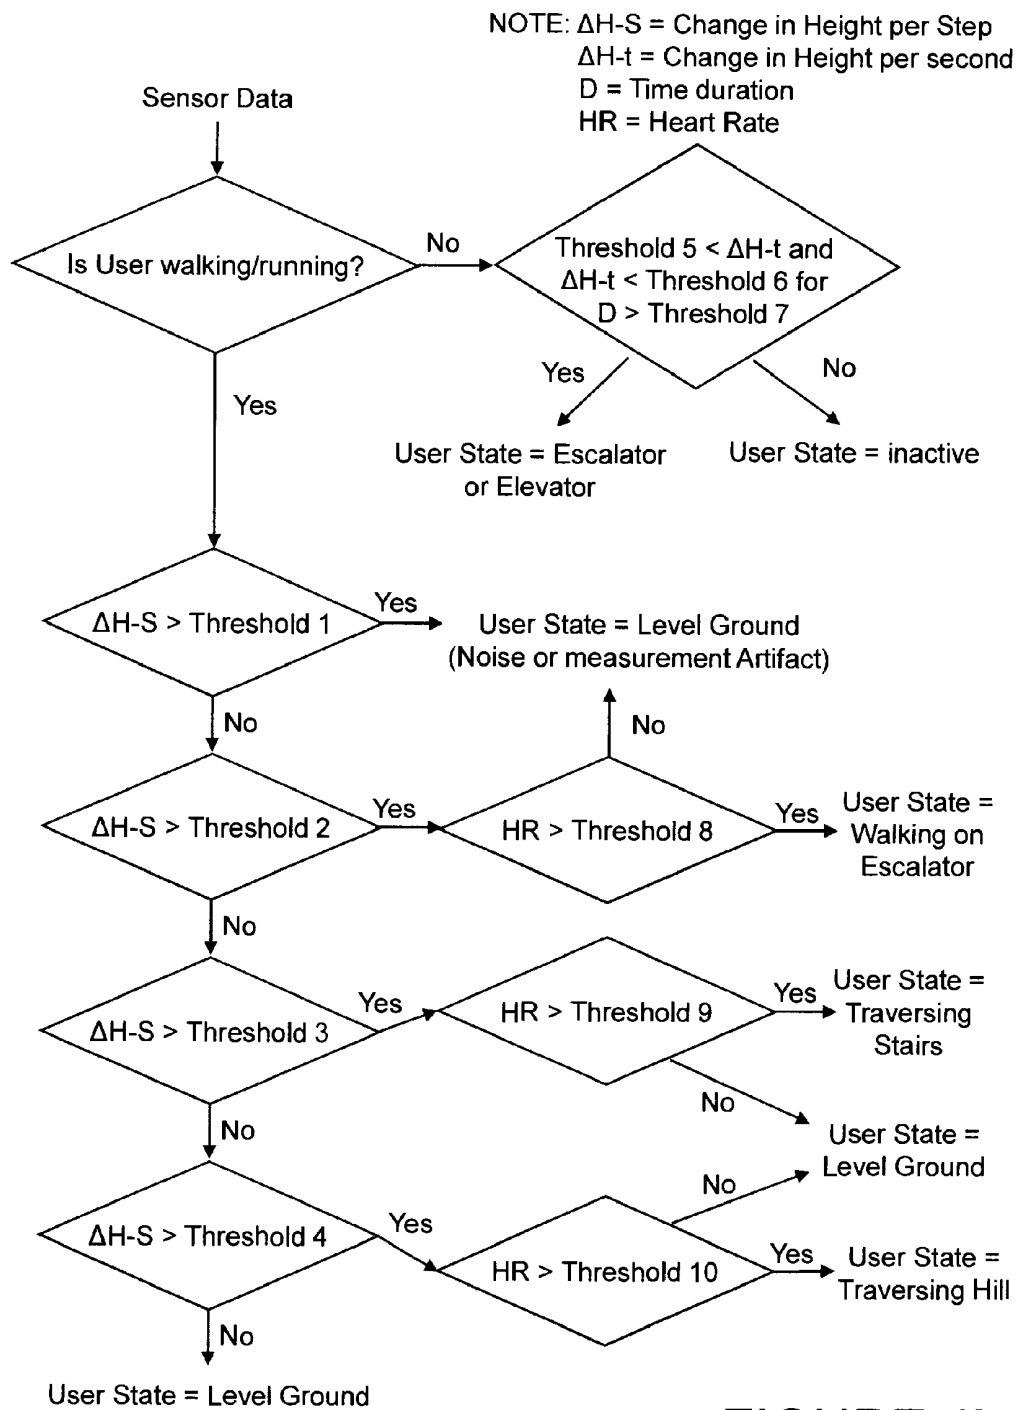 NOTE: ΔH-S = Change in Height per Step
ΔH-t = Change in Height per second
D = Time duration
HR = Heart Rate
Sensor Data
Is User walking/running?
No
Threshold 5 < ΔH-t and
ΔH-t < Threshold 6 for
D > Threshold 7
Yes
No
Yes
User State = Escalator
or Elevator
User State = inactive
ΔH-S > Threshold 1
Yes
User State = Level Ground
(Noise or measurement Artifact)
No
No
ΔH-S > Threshold 2
Yes
HR > Threshold 8
Yes
User State =
Walking on
Escalator
No
ΔH-S > Threshold 3
Yes
HR > Threshold 9
Yes
User State =
Traversing
Stairs
No
No
User State =
Level Ground
No
ΔH-S > Threshold 4
Yes
HR > Threshold 10
Yes
User State =
Traversing Hill
No
User State = Level Ground